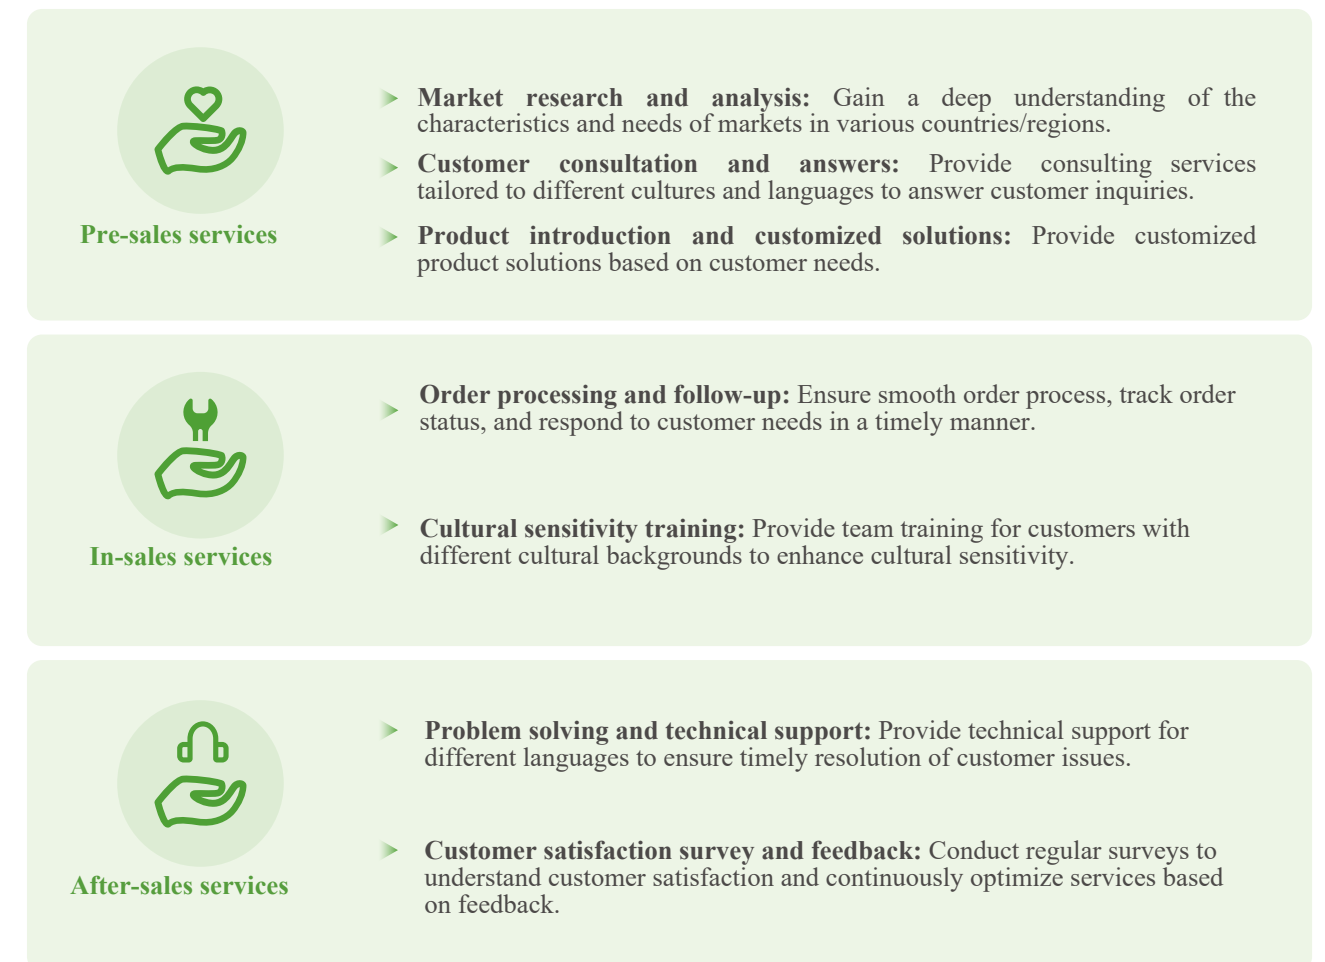 Pre-sales services
Market research and analysis: Gain a deep understanding of the
characteristics and needs of markets in various countries/regions.
Customer consultation and answers: Provide consulting services
tailored to different cultures and languages to answer customer inquiries.
Product introduction and customized solutions: Provide customized
product solutions based on customer needs.
In-sales services
Order processing and follow-up: Ensure smooth order process, track order
status, and respond to customer needs in a timely manner.
Cultural sensitivity training: Provide team training for customers with
different cultural backgrounds to enhance cultural sensitivity.
After-sales services
Problem solving and technical support: Provide technical support for
different languages to ensure timely resolution of customer issues.
Customer satisfaction survey and feedback: Conduct regular surveys to
understand customer satisfaction and continuously optimize services based
on feedback.